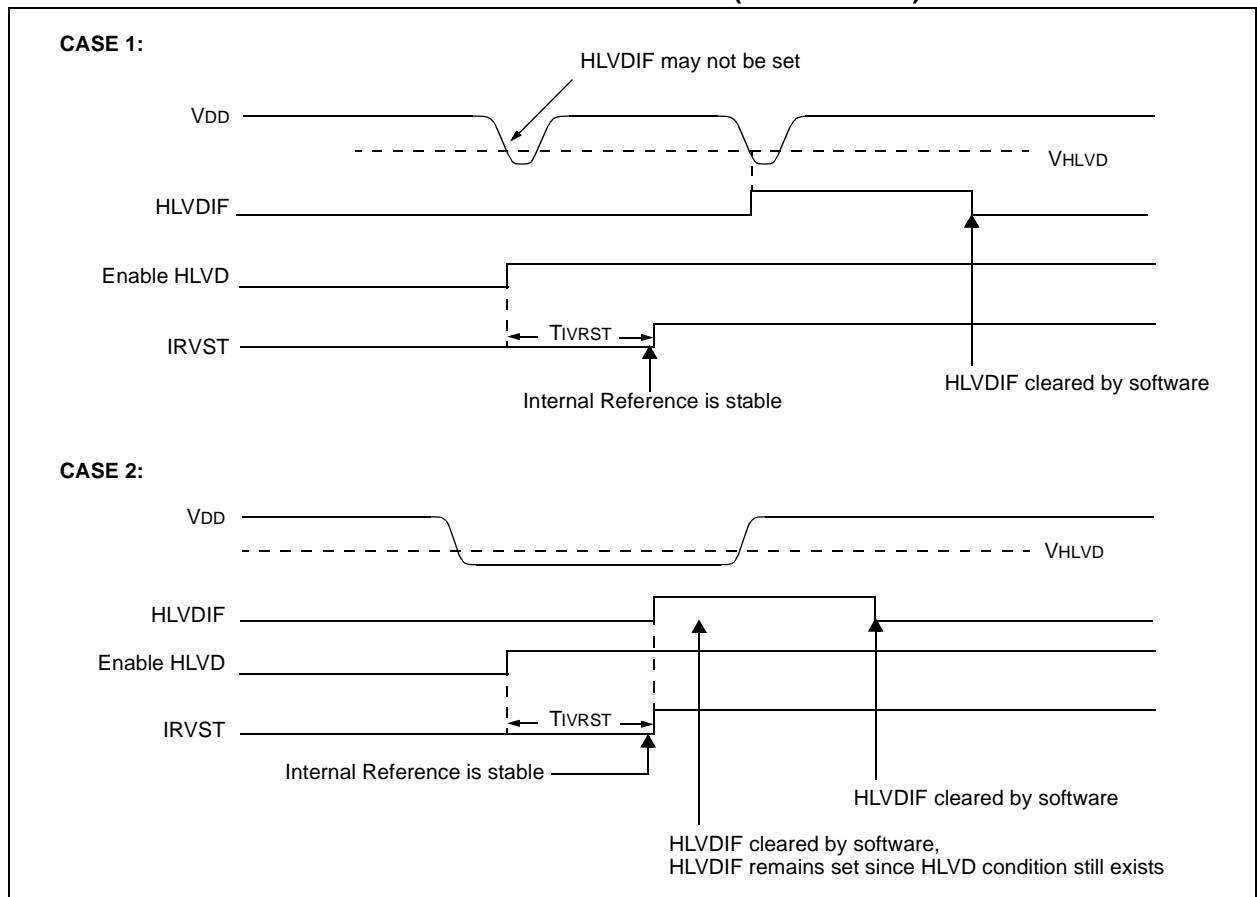 CASE 1:
HLVDIF may not be set
VDD
VHLVD
HLVDIF
Enable HLVD
TIVRST
IRVST
HLVDIF cleared by software
Internal Reference is stable
CASE 2:
VDD
VHLVD
HLVDIF
Enable HLVD
TIVRST
IRVST
Internal Reference is stable
HLVDIF cleared by software
HLVDIF cleared by software,
HLVDIF remains set since HLVD condition still exists